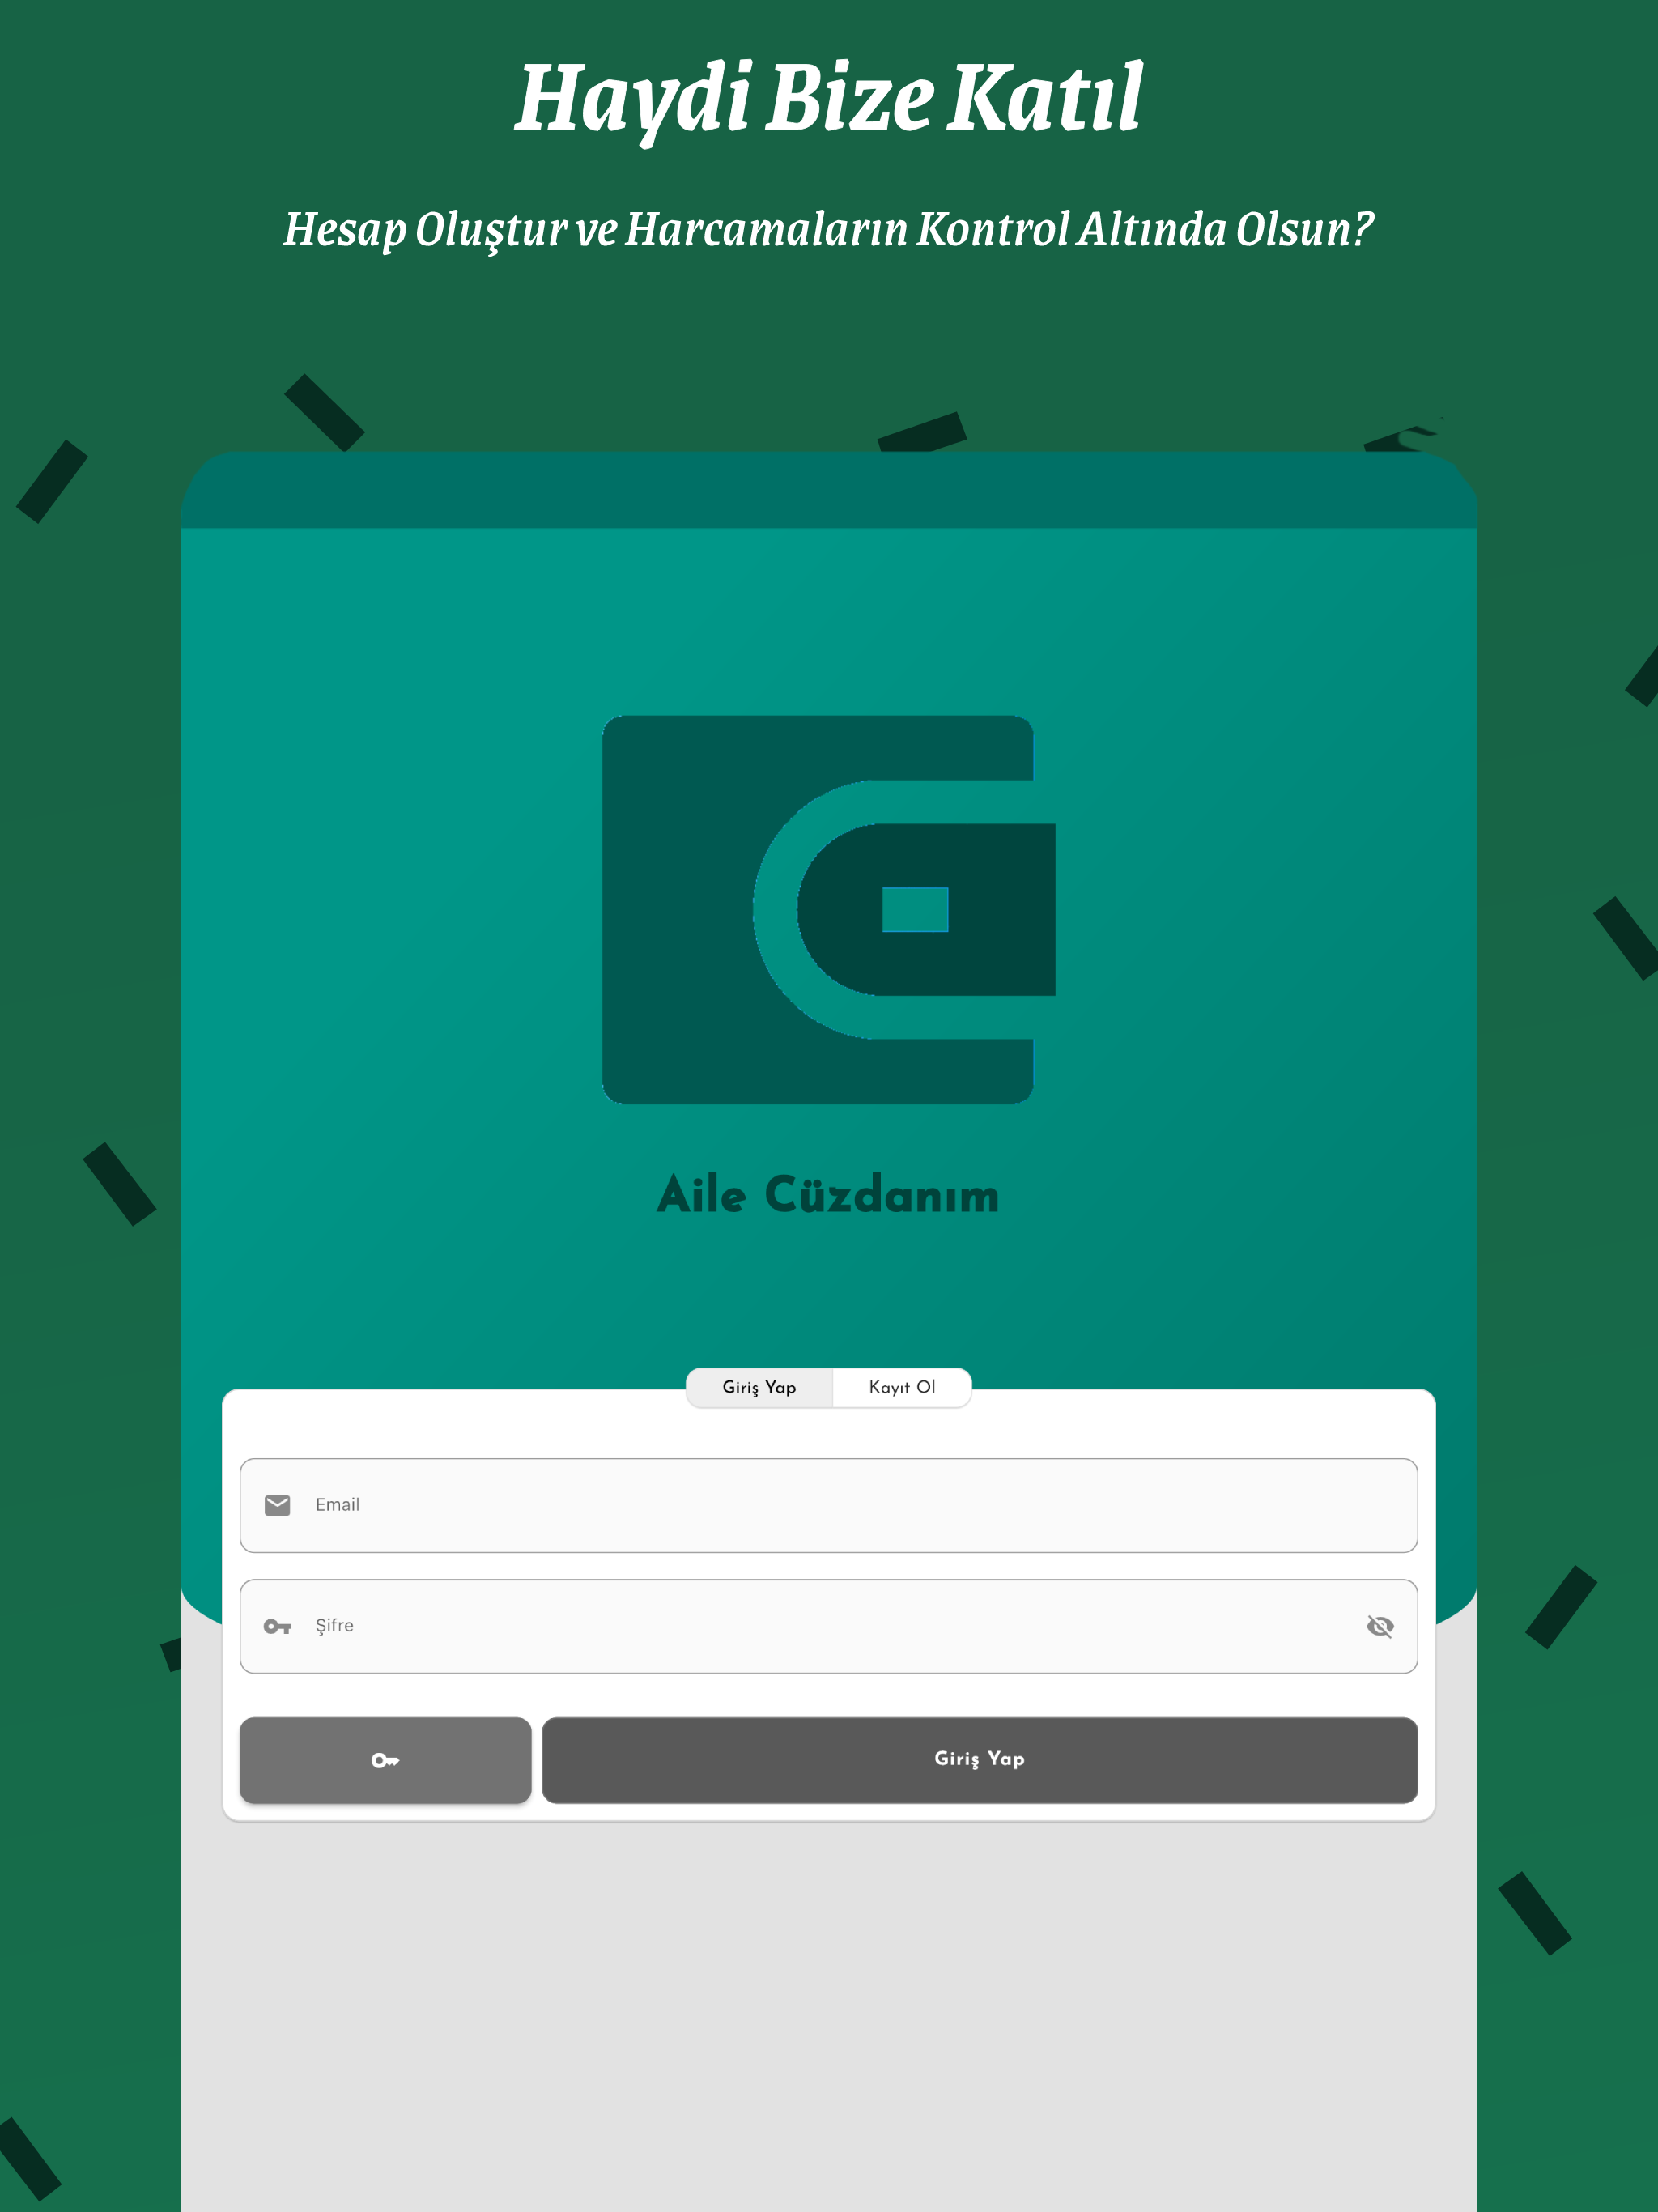 Haydi Bize Katıl
Hesap Oluştur ve Harcamaların Kontrol Altında Olsun?
Aile Cüzdanım
Giriş Yap Kayıt Ol
Email
Şifre
Giriş Yap